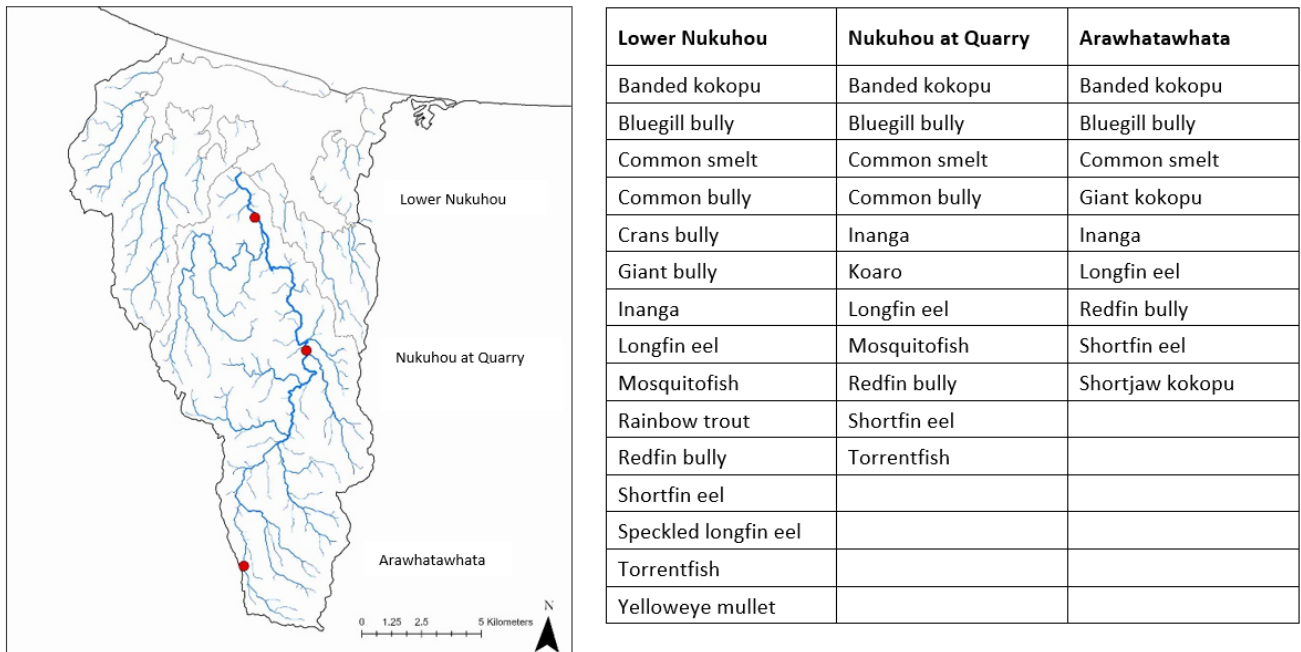 Lower Nukuhou
Nukuhou at Quarry
Arawhatawhata
N
0 1.25 2.5 5 Kilometers
Lower Nukuhou Nukuhou at Quarry Arawhatawhata
Banded kokopu Banded kokopu Banded kokopu
Bluegill bully Bluegill bully Bluegill bully
Common smelt Common smelt Common smelt
Common bully Common bully Giant kokopu
Crans bully Inanga Inanga
Giant bully Koaro Longfin eel
Inanga Longfin eel Redfin bully
Longfin eel Mosquitofish Shortfin eel
Mosquitofish Redfin bully Shortjaw kokopu
Rainbow trout Shortfin eel
Redfin bully Torrentfish
Shortfin eel
Speckled longfin eel
Torrentfish
Yelloweye mullet